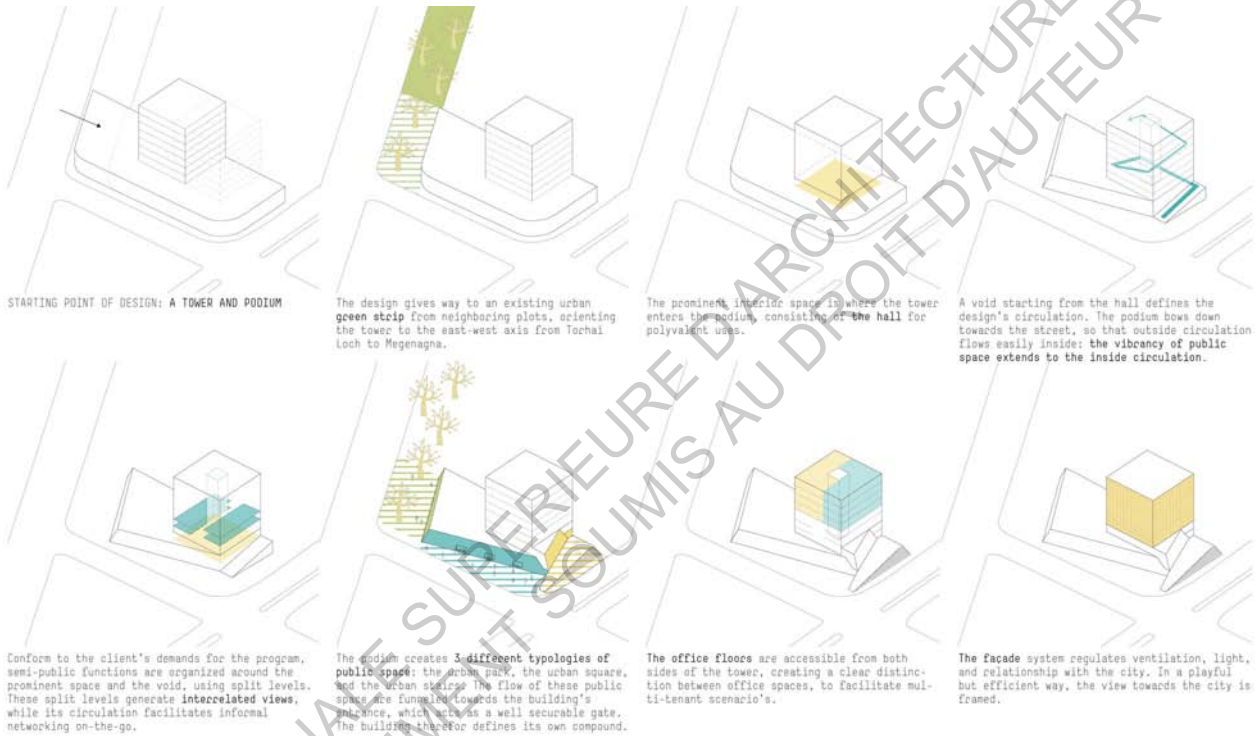 STARTING POINT OF DESIGN: A TOWER AND PODIUM
The design gives way to an existing urban
green strip from neighboring plots, orienting
the tower to the east-west axis from Torhai
Loch to Megenagna.
The prominent interior space is where the tower
enters the podium, consisting of the hall for
polyvalent uses.
A void starting from the hall defines the
design's circulation. The podium bows down
towards the street, so that outside circulation
flows easily inside: the vibrancy of public
space extends to the inside circulation.
Conform to the client's demands for the program,
semi-public functions are organized around the
prominent space and the void, using split levels.
These split levels generate interrelated views,
while its circulation facilitates informal
networking on-the-go.
The podium creates 3 different typologies of
public space: the urban park, the urban square,
and the urban The flow of these public
space are funneled towards the building's
entrance, which acts as a well securable gate.
The building therefor defines its own compound.
The office floors are accessible from both
sides of the tower, creating a clear distinc-
tion between office spaces, to facilitate mul-
ti-tenant scenario's.
The façade system regulates ventilation, light,
and relationship with the city. In a playful
but efficient way, the view towards the city is
framed.
SUPERIEURE D'ARCHITECTURE
SOUMIS AU DROIT D'AUTEUR